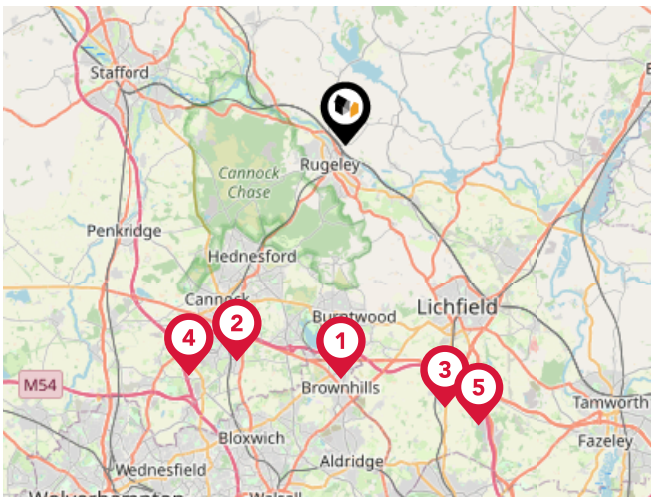 Stafford
Rugeley
Cannock
Chase
Penkridge
Hednesford
Cannock
Lichfield
Burntwood
4
2
1
3
5
M54
Brownhills
Tamworth
Bloxwich
Fazeley
Aldridge
Wednesfield